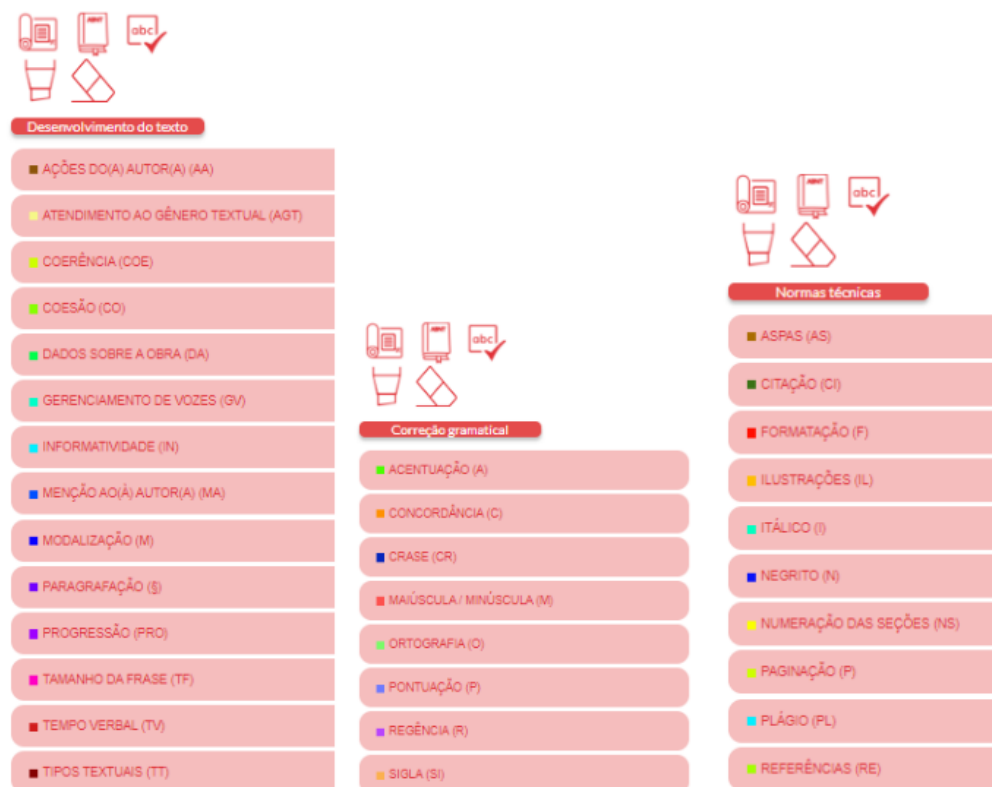 abc
Desenvolvimento do texto
AÇÕES DO(A) AUTOR(A) (AA)
ATENDIMENTO AO GÊNERO TEXTUAL (AGT)
COERÊNCIA (COE)
COESÃO (CO)
DADOS SOBRE A OBRA (DA)
GERENCIAMENTO DE VOZES (GV)
INFORMATIVIDADE (IN)
MENÇÃO AO(À) AUTOR(A) (MA)
MODALIZAÇÃO (M)
PARAGRAFAÇÃO (§)
PROGRESSÃO (PRO)
TAMANHO DA FRASE (TF)
TEMPO VERBAL (TV)
TIPOS TEXTUAIS (TT)
abc
Correção gramatical
ACENTUAÇÃO (A)
CONCORDÂNCIA (C)
CRASE (CR)
MAIÚSCULA / MINÚSCULA (M)
ORTOGRAFIA (O)
PONTUAÇÃO (P)
REGÊNCIA (R)
SIGLA (SI)
abc
Normas técnicas
ASPAS (AS)
CITAÇÃO (CI)
FORMATAÇÃO (F)
ILUSTRAÇÕES (IL)
ITÁLICO (I)
NEGRITO (N)
NUMERAÇÃO DAS SEÇÕES (NS)
PAGINAÇÃO (P)
PLÁGIO (PL)
REFERÊNCIAS (RE)